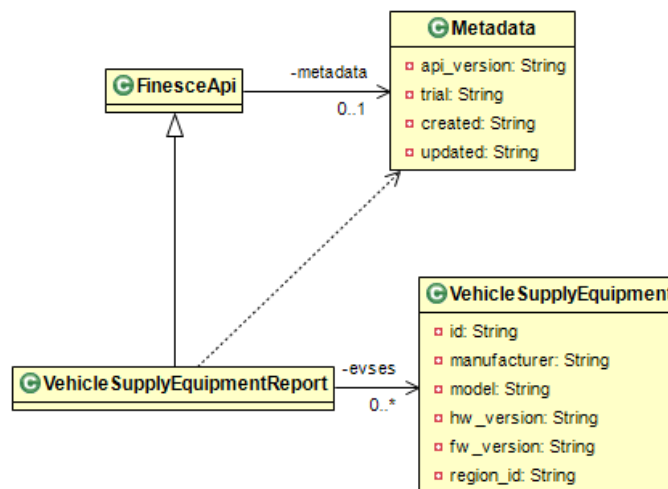 Metadata
api_version: String
trial: String
created: String
updated: String
FinesceApi
-metadata
0..1
VehicleSupplyEquipment
id: String
manufacturer: String
model: String
hw_version: String
fw_version: String
region_id: String
VehicleSupplyEquipmentReport
-evses
0..*